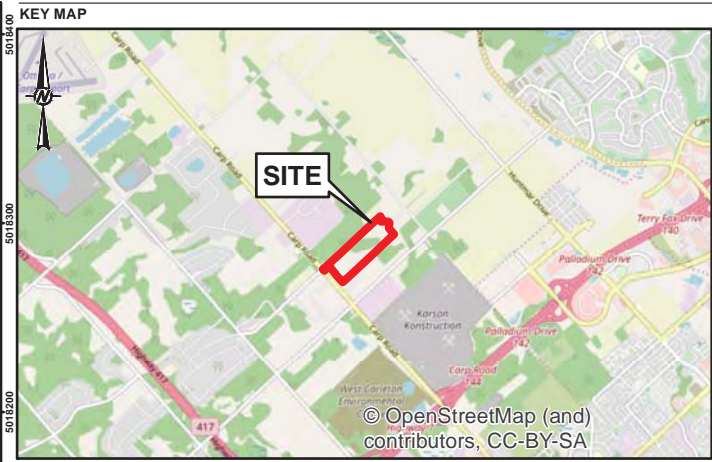 KEY MAP
5018400
5018300
5018200
N
Carp Road
Carp Road
Carp Road
Carp Road
Carp Road
144
SITE
Huntmar Drive
Terry Fox Drive
140
Palladium Drive
142
Palladium Drive
142
Karson
Konstruction
West Carleton
Environmental
Highway 417
417
© OpenStreetMap (and)
contributors, CC-BY-SA